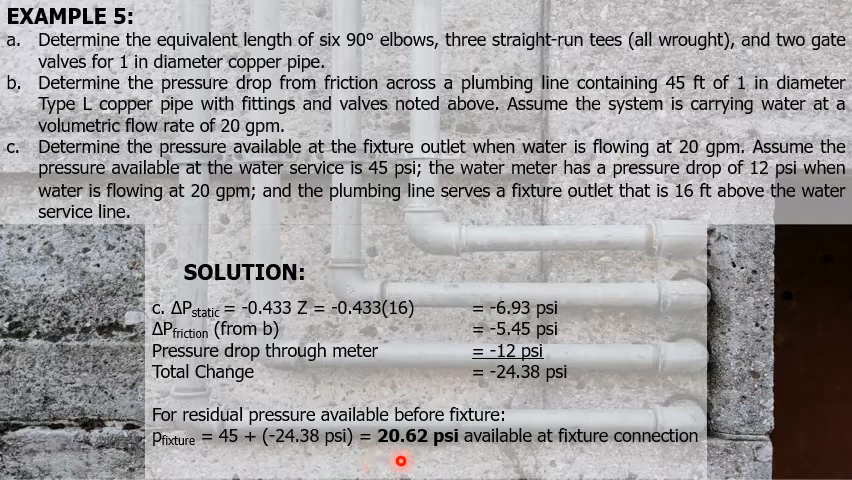 EXAMPLE 5:
a. Determine the equivalent length of six 90º elbows, three straight-run tees (all wrought), and two gate
valves for 1 in diameter copper pipe.
b. Determine the pressure drop from friction across a plumbing line containing 45 ft of 1 in diameter
Type L copper pipe with fittings and valves noted above. Assume the system is carrying water at a
volumetric flow rate of 20 gpm.
c. Determine the pressure available at the fixture outlet when water is flowing at 20 gpm. Assume the
pressure available at the water service is 45 psi; the water meter has a pressure drop of 12 psi when
water is flowing at 20 gpm; and the plumbing line serves a fixture outlet that is 16 ft above the water
service line.
SOLUTION:
c. ΔPstatic = -0.433 Z = -0.433(16) = -6.93 psi
ΔPfriction (from b) = -5.45 psi
Pressure drop through meter = -12 psi
Total Change = -24.38 psi
For residual pressure available before fixture:
pfixture = 45 + (-24.38 psi) = 20.62 psi available at fixture connection